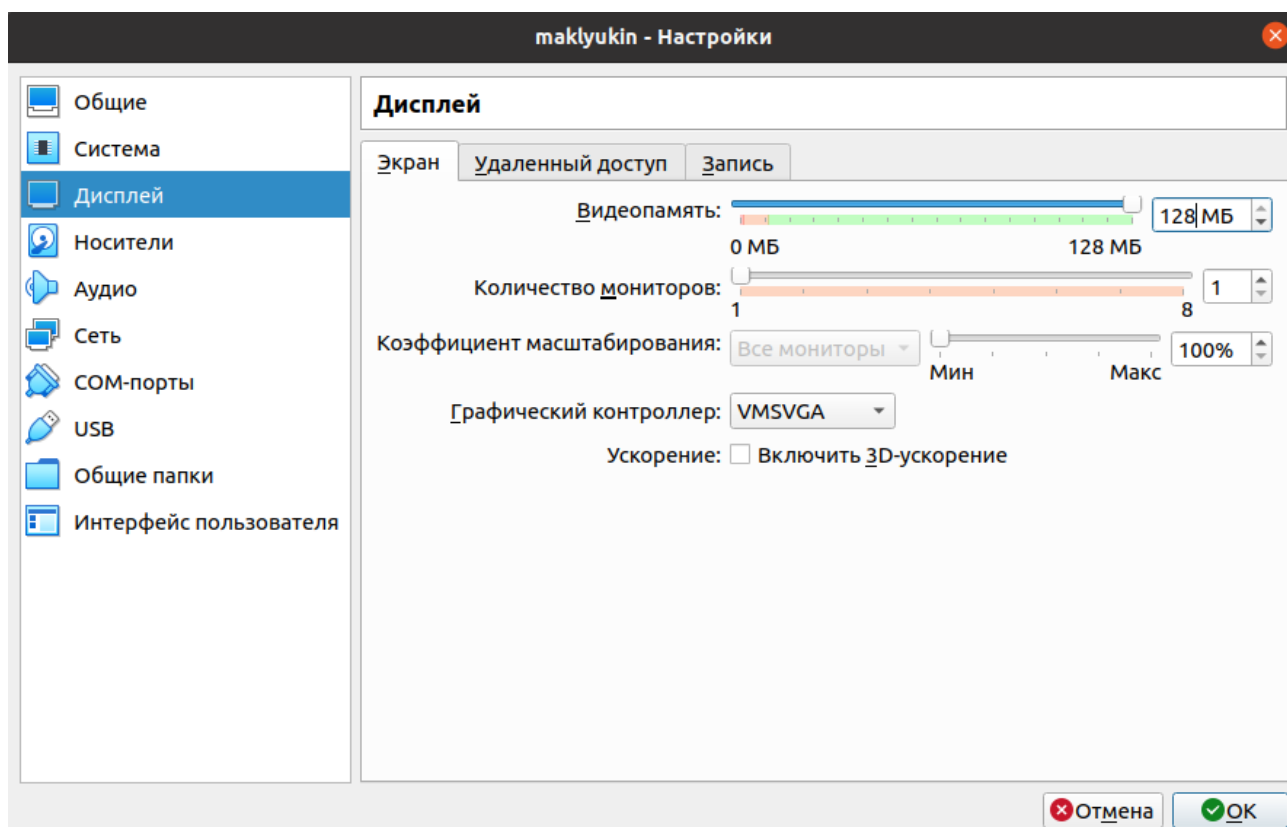 maklyukin - Настройки
Общие
Система
Дисплей
Носители
Аудио
Сеть
COM-порты
USB
Общие папки
Интерфейс пользователя
Дисплей
Экран Удаленный доступ Запись
Видеопамять: 128 МБ
0 МБ 128 МБ
Количество мониторов: 1
1 8
Коэффициент масштабирования: Все мониторы 100%
Мин Макс
Графический контроллер: VMSVGA
Ускорение: Включить 3D-ускорение
Отмена OK